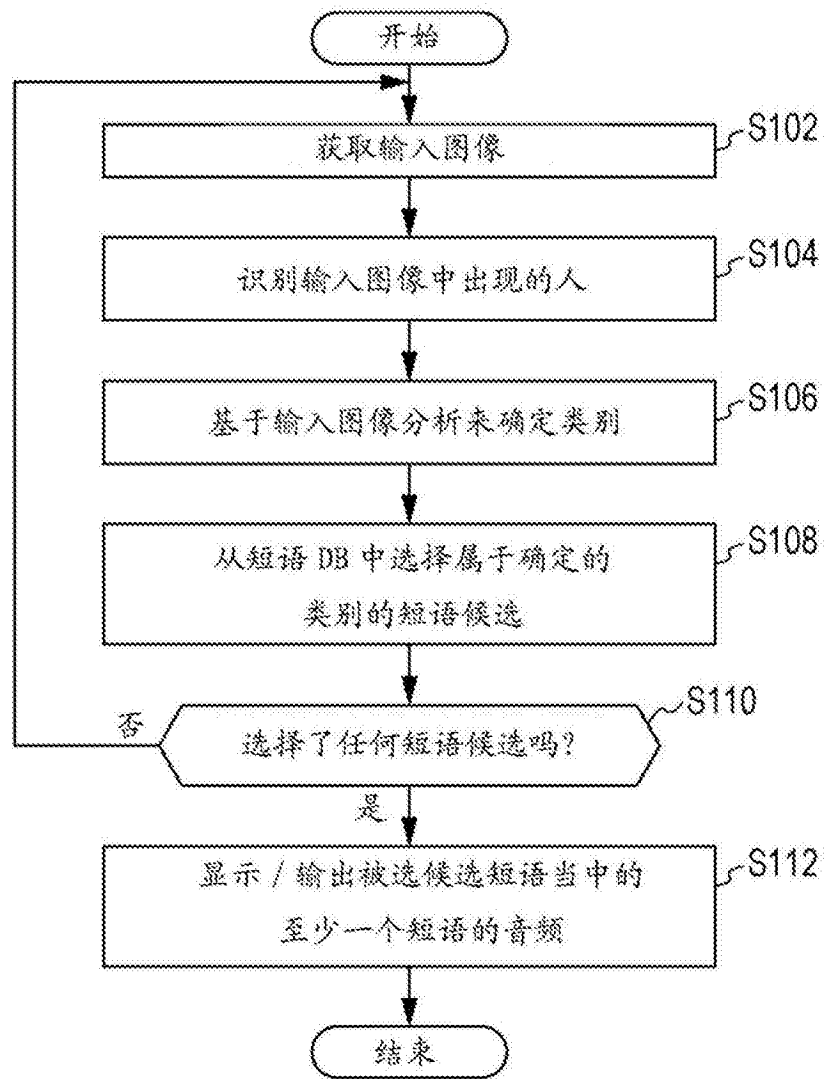 开始
获取输入图像
S102
识别输入图像中出现的人
S104
基于输入图像分析来确定类别
S106
从短语 DB 中选择属于确定的
类别的短语候选
S108
选择了任何短语候选吗?
S110
否
是
显示 / 输出被选候选短语当中的
至少一个短语的音频
S112
结束